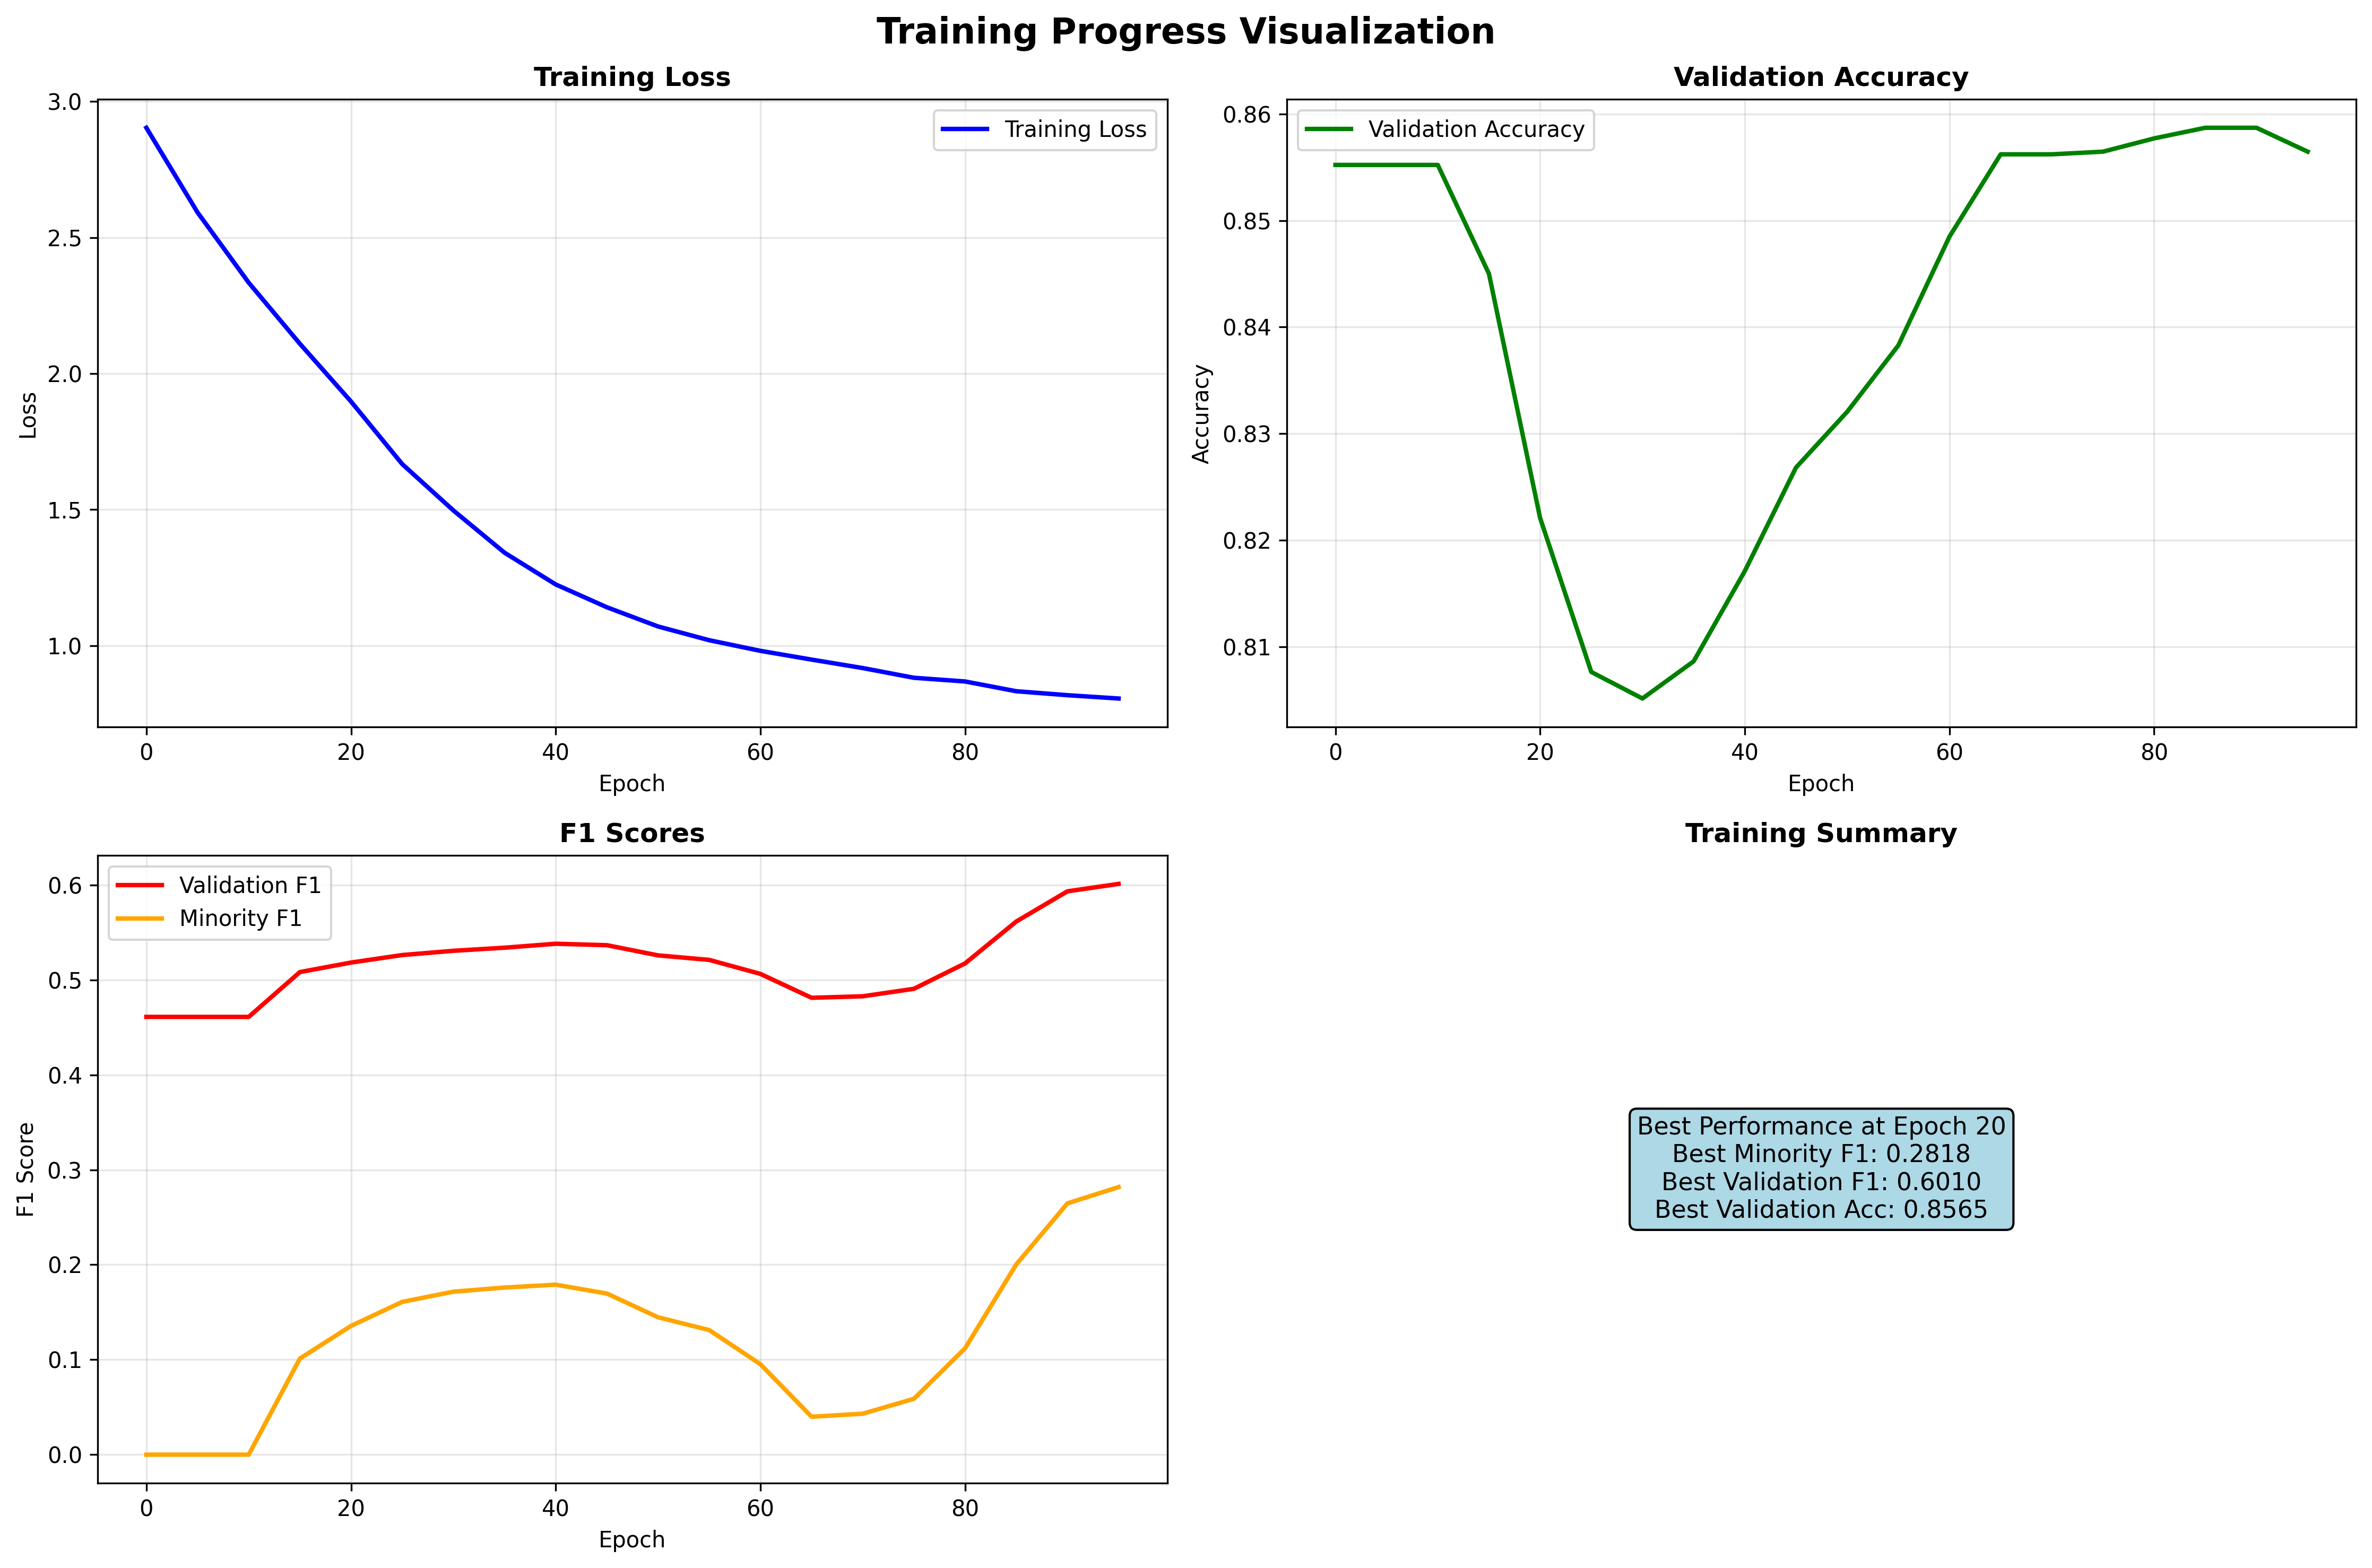 Training Progress Visualization
Training Loss
3.0
2.5
2.0
1.5
1.0
Loss
0 20 40 60 80
Epoch
Training Loss
Validation Accuracy
0.86
0.85
0.84
0.83
0.82
0.81
Accuracy
0 20 40 60 80
Epoch
Validation Accuracy
F1 Scores
0.6
0.5
0.4
0.3
0.2
0.1
0.0
F1 Score
0 20 40 60 80
Epoch
Validation F1
Minority F1
Training Summary
Best Performance at Epoch 20
Best Minority F1: 0.2818
Best Validation F1: 0.6010
Best Validation Acc: 0.8565